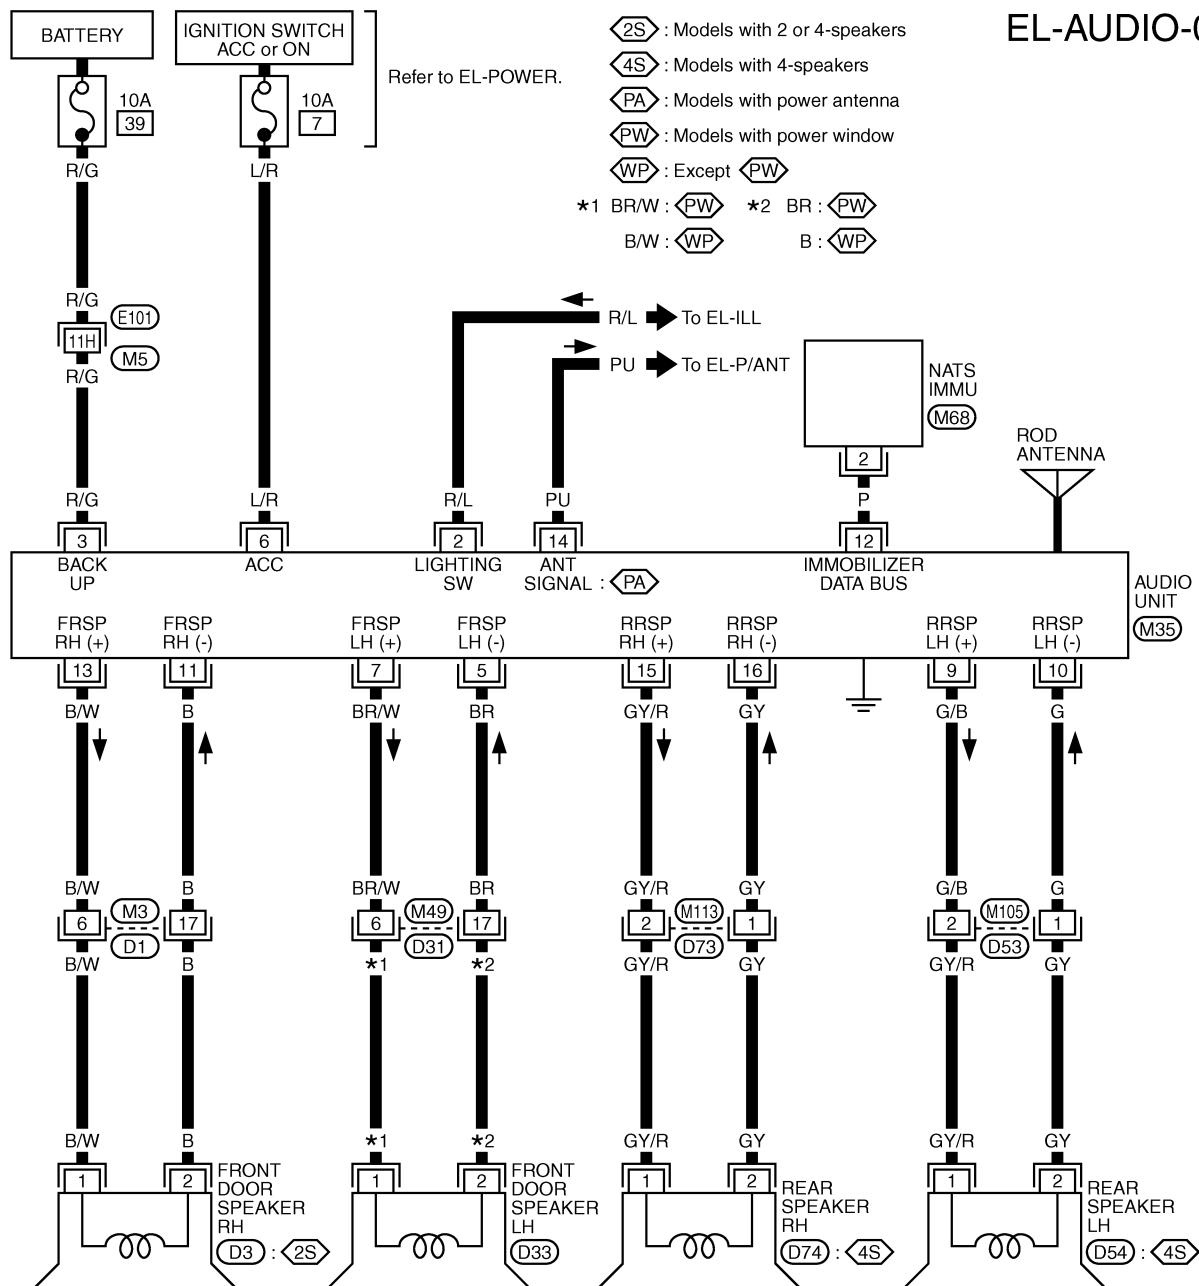 EL-AUDIO-0
BATTERY
IGNITION SWITCH
ACC or ON
10A
39
10A
7
Refer to EL-POWER.
2S : Models with 2 or 4-speakers
4S : Models with 4-speakers
PA : Models with power antenna
PW : Models with power window
WP : Except PW
*1 BR/W : PW *2 BR : PW
B/W : WP B : WP
R/G L/R
R/G
E101
11H
M5
R/G
R/L To EL-ILL
PU To EL-P/ANT
NATS
IMMU
M68
2
ROD
ANTENNA
R/G L/R R/L PU P
3 6 2 14 12
BACK
UP
ACC
LIGHTING
SW
ANT
SIGNAL : PA
IMMOBILIZER
DATA BUS
AUDIO
UNIT
M35
FRSP
RH (+)
FRSP
RH (-)
FRSP
LH (+)
FRSP
LH (-)
RRSP
RH (+)
RRSP
RH (-)
RRSP
LH (+)
RRSP
LH (-)
13 11 7 5 15 16 9 10
B/W B BR/W BR GY/R GY G/B G
B/W B BR/W BR GY/R GY G/B G
6 M3 17 6 M49 17 2 M113 1 2 M105 1
D1 D31 D73 D53
B/W B *1 *2 GY/R GY GY/R GY
B/W B *1 *2 GY/R GY GY/R GY
1 2 1 2 1 2 1 2
FRONT
DOOR
SPEAKER
RH
D3 : 2S
FRONT
DOOR
SPEAKER
LH
D33
REAR
SPEAKER
RH
D74 : 4S
REAR
SPEAKER
LH
D54 : 4S